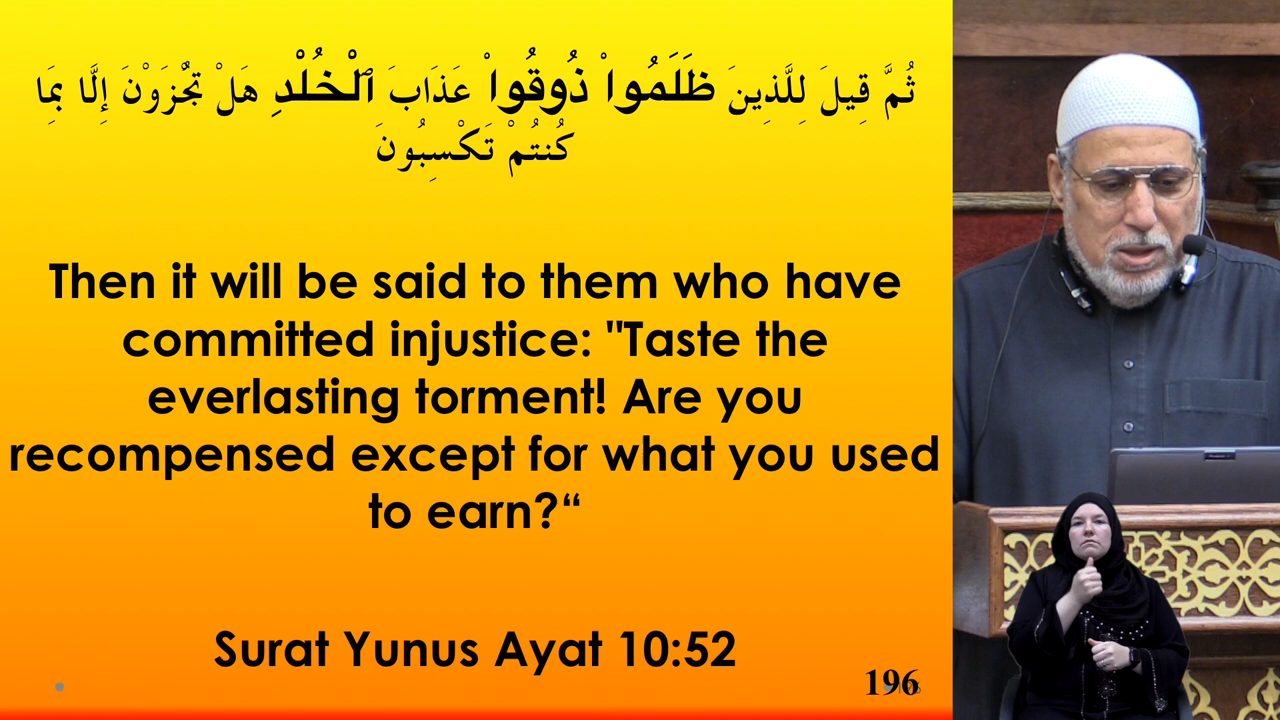 ثُمَّ قِيلَ لِلَّذِينَ ظَلَمُوا۟ ذُوقُوا۟ عَذَابَ ٱلْخُلْدِ هَلْ تُجْزَوْنَ إِلَّا بِمَا
كُنتُمْ تَكْسِبُونَ
Then it will be said to them who have
committed injustice: "Taste the
everlasting torment! Are you
recompensed except for what you used
to earn?“
Surat Yunus Ayat 10:52
196